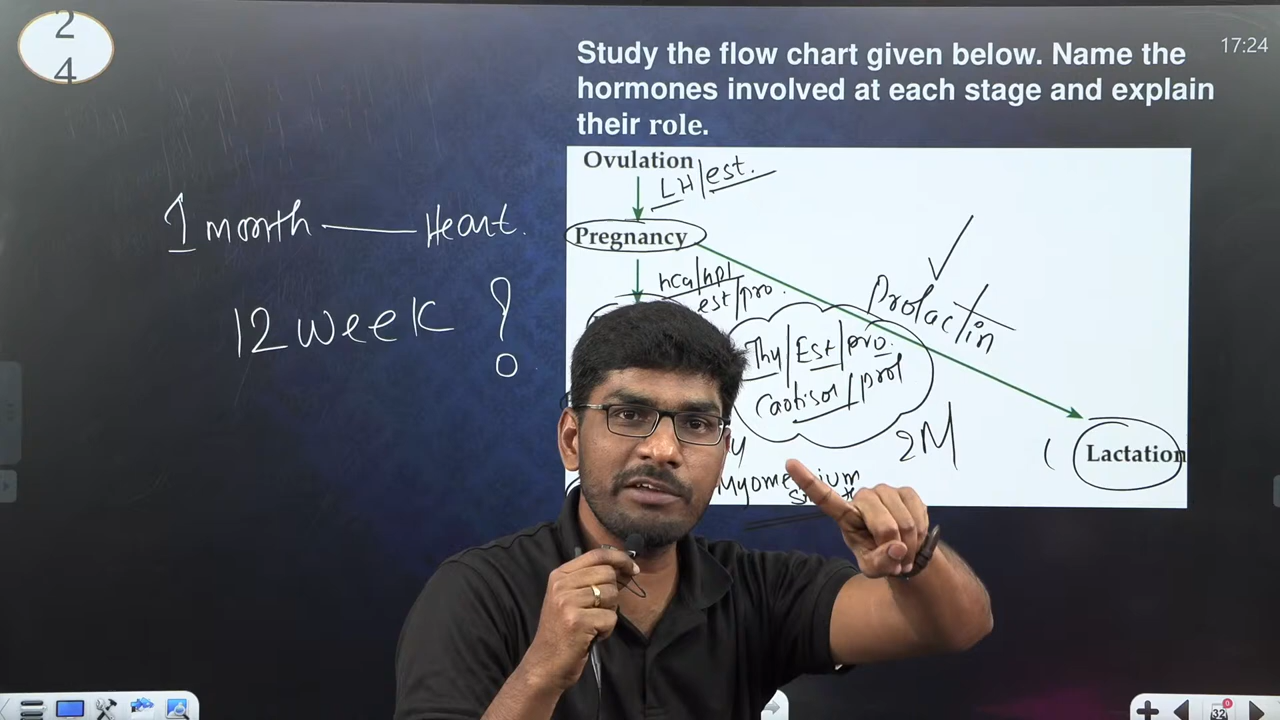 2
4
17:24
Study the flow chart given below. Name the
hormones involved at each stage and explain
their role.
Ovulation
LH/est.
Pregnancy
hCG/hpl
est/pro.
Prolactin
1 month — Heart.
12 week ?
Thy/Est/pro.
Caotisol/prol
2M
Lactation
32